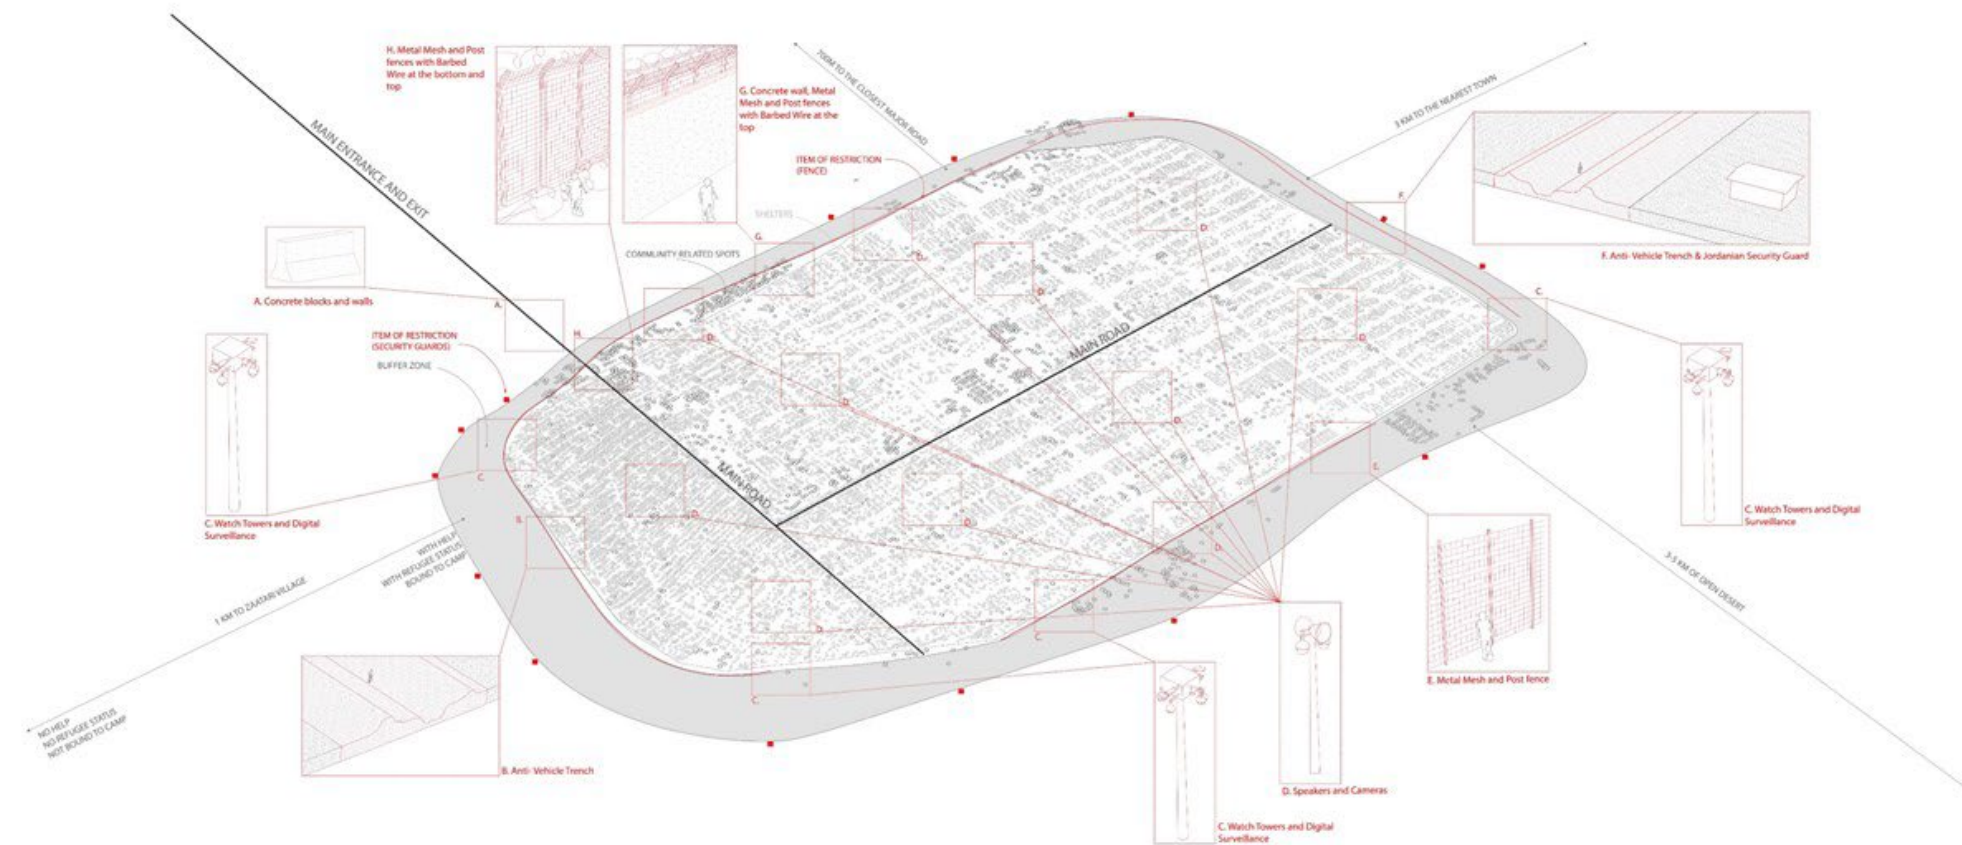 H. Metal Mesh and Post
fences with Barbed
Wire at the bottom and
top
G. Concrete wall, Metal
Mesh and Post fences
with Barbed Wire at the
top
700M TO THE CLOSEST MAJOR ROAD
3 KM TO THE NEAREST TOWN
MAIN ENTRANCE AND EXIT
ITEM OF RESTRICTION
(FENCE)
SHELTERS
COMMUNITY RELATED SPOTS
F.
F. Anti- Vehicle Trench & Jordanian Security Guard
A. Concrete blocks and walls
A.
G.
H.
D.
D.
D.
D.
D.
C.
ITEM OF RESTRICTION
(SECURITY GUARDS)
BUFFER ZONE
MAIN ROAD
MAIN ROAD
D.
D.
D.
D.
D.
D.
E.
C.
C. Watch Towers and Digital
Surveillance
C. Watch Towers and Digital
Surveillance
B.
WITH HELP
WITH REFUGEE STATUS
BOUND TO CAMP
1 KM TO ZAATARI VILLAGE
3-5 KM OF OPEN DESERT
C.
C.
NO HELP
NO REFUGEE STATUS
NOT BOUND TO CAMP
B. Anti- Vehicle Trench
E. Metal Mesh and Post fence
D. Speakers and Cameras
C. Watch Towers and Digital
Surveillance